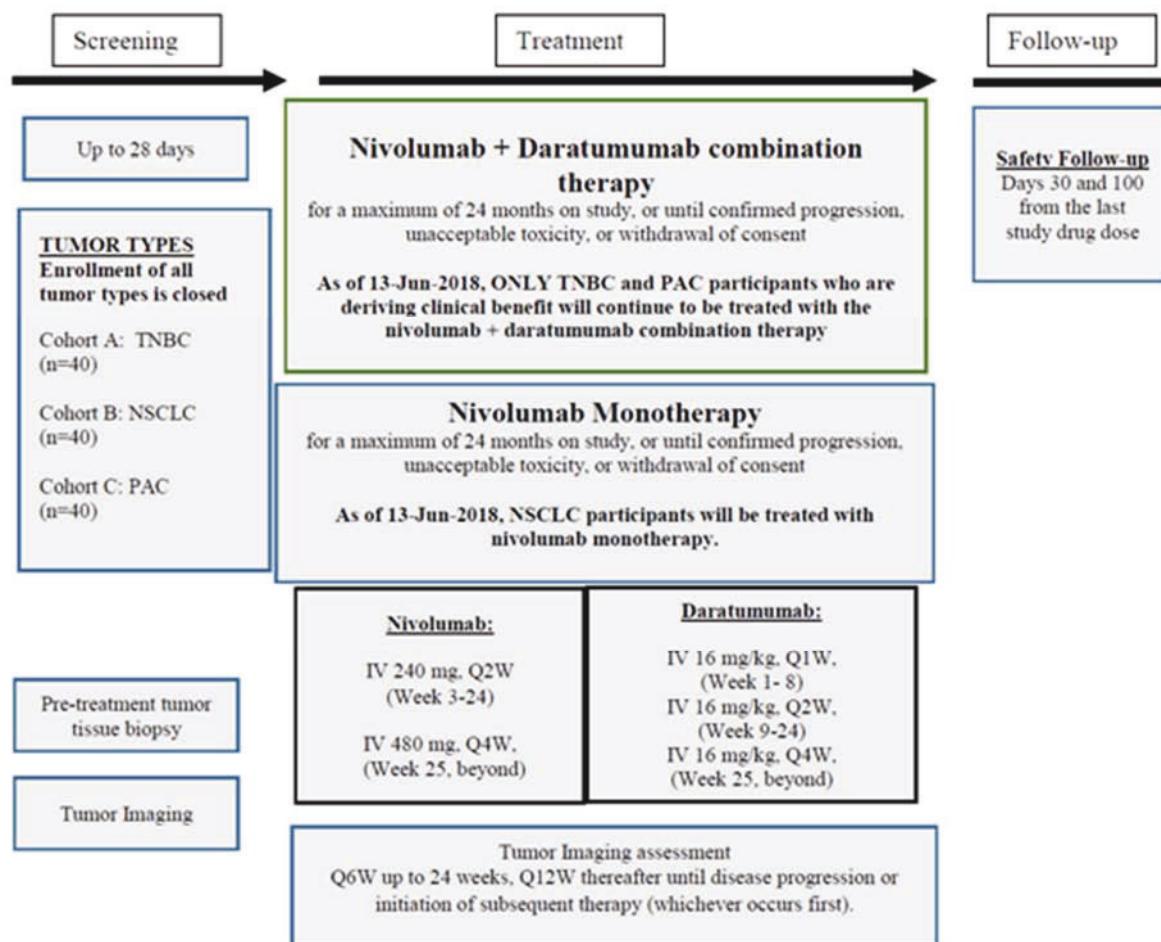 Screening
Treatment
Follow-up
Up to 28 days
TUMOR TYPES
Enrollment of all
tumor types is closed
Cohort A: TNBC
(n=40)
Cohort B: NSCLC
(n=40)
Cohort C: PAC
(n=40)
Pre-treatment tumor
tissue biopsy
Tumor Imaging
Nivolumab + Daratumumab combination
therapy
for a maximum of 24 months on study, or until confirmed progression,
unacceptable toxicity, or withdrawal of consent
As of 13-Jun-2018, ONLY TNBC and PAC participants who are
deriving clinical benefit will continue to be treated with the
nivolumab + daratumumab combination therapy
Nivolumab Monotherapy
for a maximum of 24 months on study, or until confirmed progression,
unacceptable toxicity, or withdrawal of consent
As of 13-Jun-2018, NSCLC participants will be treated with
nivolumab monotherapy.
Nivolumab:
IV 240 mg, Q2W
(Week 3-24)
IV 480 mg, Q4W,
(Week 25, beyond)
Daratumumab:
IV 16 mg/kg, Q1W,
(Week 1- 8)
IV 16 mg/kg, Q2W,
(Week 9-24)
IV 16 mg/kg, Q4W,
(Week 25, beyond)
Tumor Imaging assessment
Q6W up to 24 weeks, Q12W thereafter until disease progression or
initiation of subsequent therapy (whichever occurs first).
Safety Follow-up
Days 30 and 100
from the last
study drug dose